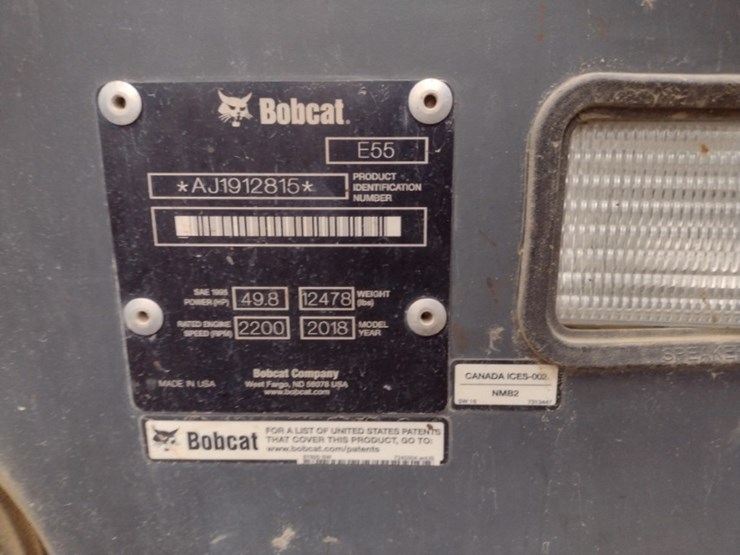 Bobcat.
E55
*AJ1912815*
PRODUCT
IDENTIFICATION
NUMBER
SAE 1995
POWER (HP) 49.8 12478 WEIGHT
(lbs)
RATED ENGINE
SPEED (RPM) 2200 2018 MODEL
YEAR
MADE IN USA
Bobcat Company
West Fargo, ND 58078 USA
www.bobcat.com
CANADA ICES-002
NMB2
Bobcat
FOR A LIST OF UNITED STATES PATENTS
THAT COVER THIS PRODUCT, GO TO:
www.bobcat.com/patents